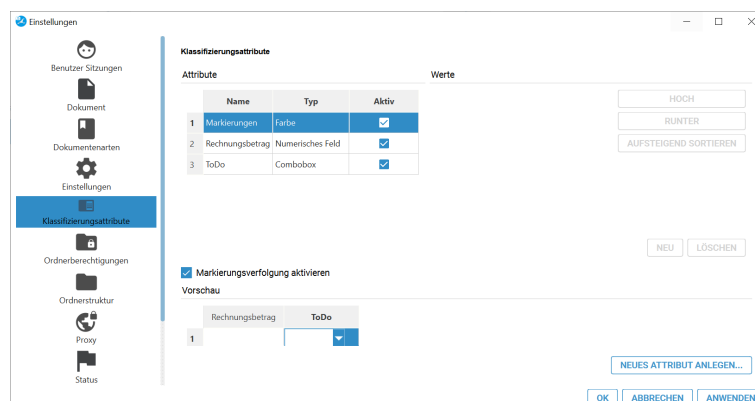 Einstellungen
Benutzer Sitzungen
Dokument
Dokumentenarten
Einstellungen
Klassifizierungsattribute
Ordnerberechtigungen
Ordnerstruktur
Proxy
Status
Klassifizierungsattribute
Attribute
Werte
Name Typ Aktiv
1 Markierungen Farbe
2 Rechnungsbetrag Numerisches Feld
3 ToDo Combobox
HOCH
RUNTER
AUFSTEIGEND SORTIEREN
NEU LÖSCHEN
Markierungsverfolgung aktivieren
Vorschau
Rechnungsbetrag ToDo
1
NEUES ATTRIBUT ANLEGEN...
OK ABBRECHEN ANWENDEN